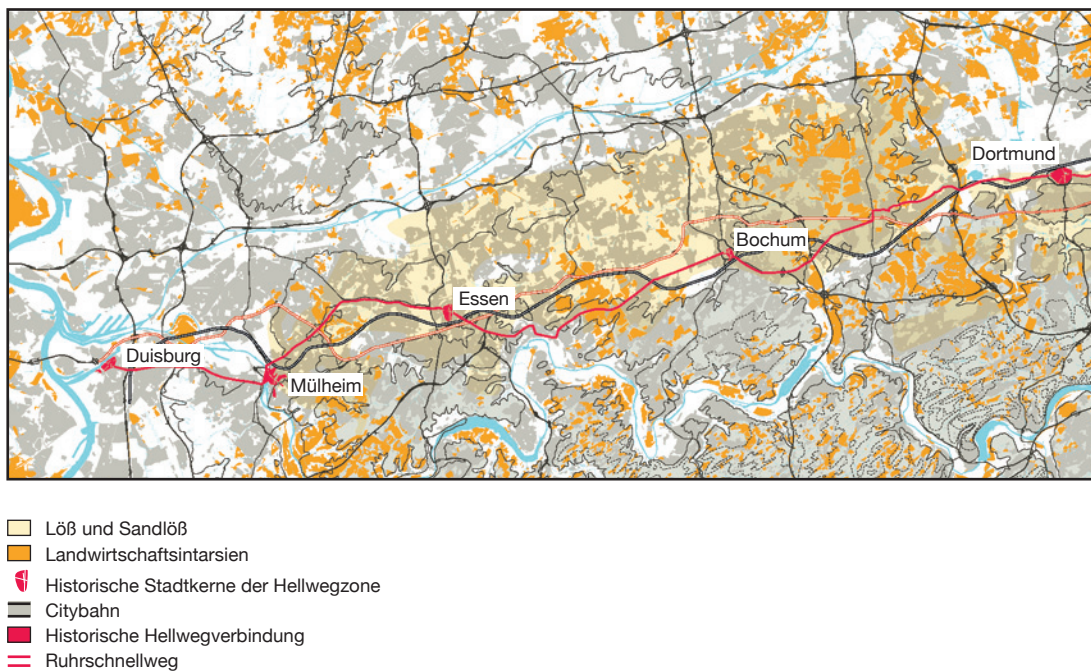 Dortmund
Bochum
Essen
Duisburg
Mülheim
Löß und Sandlöß
Landwirtschaftsintarsien
Historische Stadtkerne der Hellwegzone
Citybahn
Historische Hellwegverbindung
Ruhrschnellweg